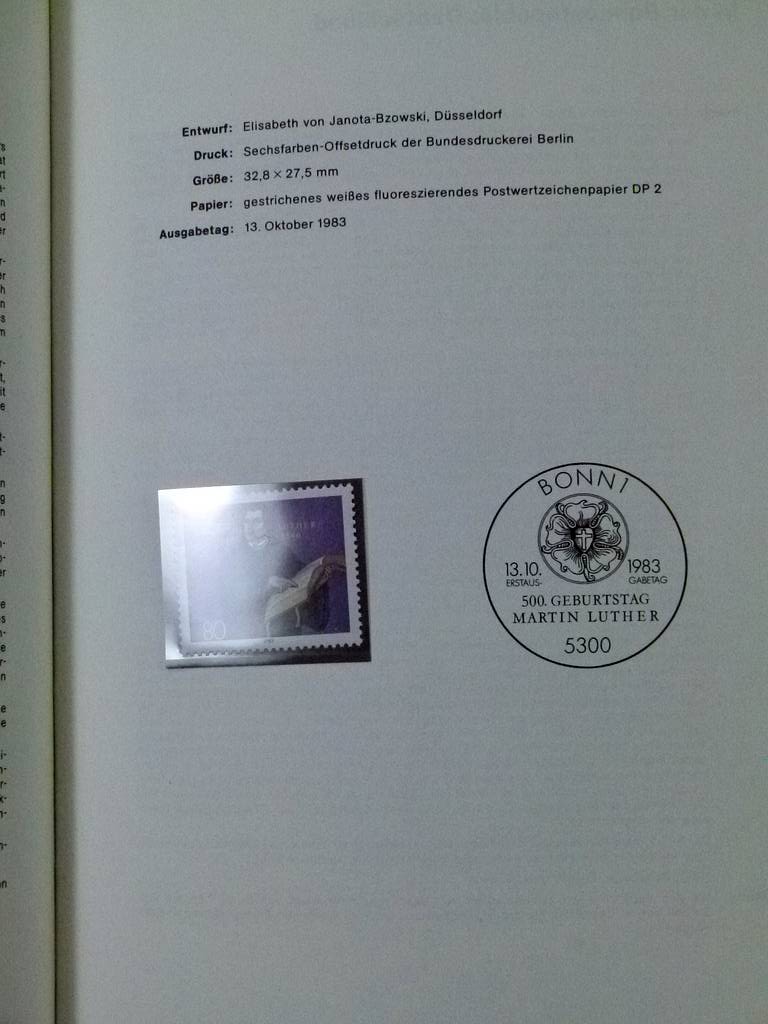 Entwurf: Elisabeth von Janota-Bzowski, Düsseldorf
Druck: Sechsfarben-Offsetdruck der Bundesdruckerei Berlin
Größe: 32,8 × 27,5 mm
Papier: gestrichenes weißes fluoreszierendes Postwertzeichenpapier DP 2
Ausgabetag: 13. Oktober 1983
LUTHER
80
BONN 1
13.10. 1983
ERSTAUS- GABETAG
500. GEBURTSTAG
MARTIN LUTHER
5300